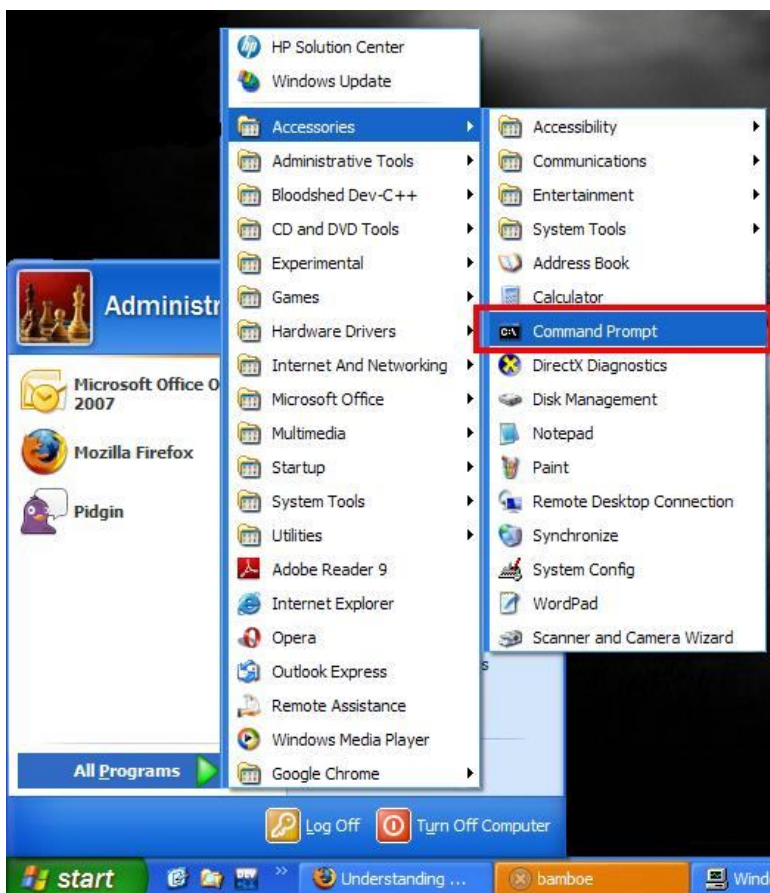 HP Solution Center
Windows Update
Accessories
Administrative Tools
Bloodshed Dev-C++
CD and DVD Tools
Experimental
Games
Hardware Drivers
Internet And Networking
Microsoft Office
Multimedia
Startup
System Tools
Utilities
Adobe Reader 9
Internet Explorer
Opera
Outlook Express
Remote Assistance
Windows Media Player
Google Chrome
Accessibility
Communications
Entertainment
System Tools
Address Book
Calculator
C:\ Command Prompt
DirectX Diagnostics
Disk Management
Notepad
Paint
Remote Desktop Connection
Synchronize
System Config
WordPad
Scanner and Camera Wizard
Administr
Microsoft Office O
2007
Mozilla Firefox
Pidgin
s
All Programs
Log Off
Turn Off Computer
start
DEV
Understanding ...
bamboe
Wind